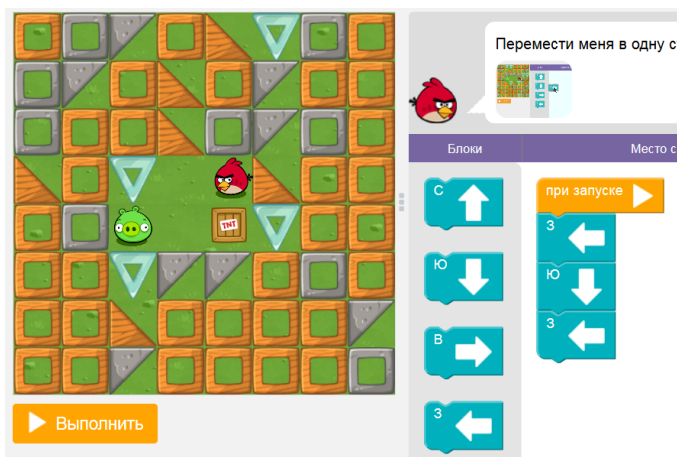 Перемести меня в одну
Блоки
Место с
С
Ю
В
З
при запуске
З
Ю
З
TNT
Выполнить